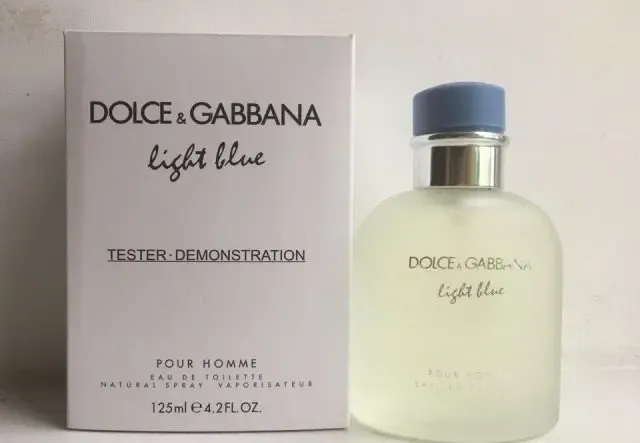 DOLCE & GABBANA
light blue
TESTER·DEMONSTRATION
POUR HOMME
EAU DE TOILETTE
NATURAL SPRAY VAPORISATEUR
125ml ℮ 4.2FL.OZ.
DOLCE & GABBANA
light blue
POUR HOMME